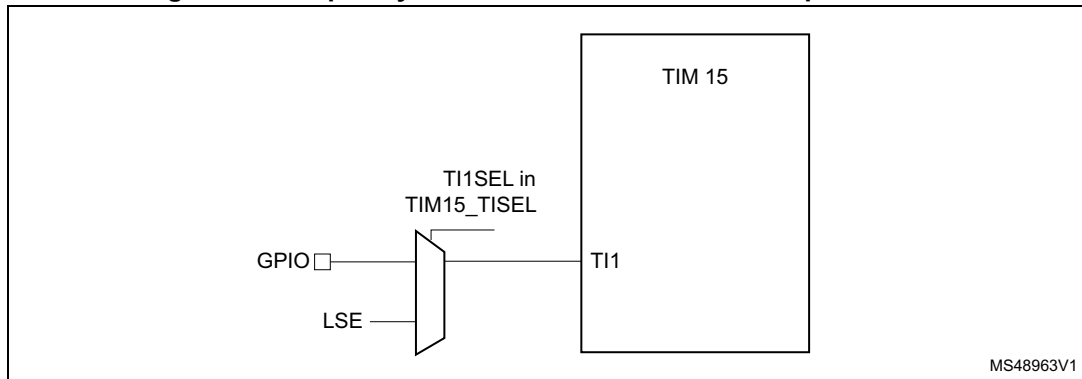 TIM 15
TI1SEL in
TIM15_TISEL
GPIO
TI1
LSE
MS48963V1